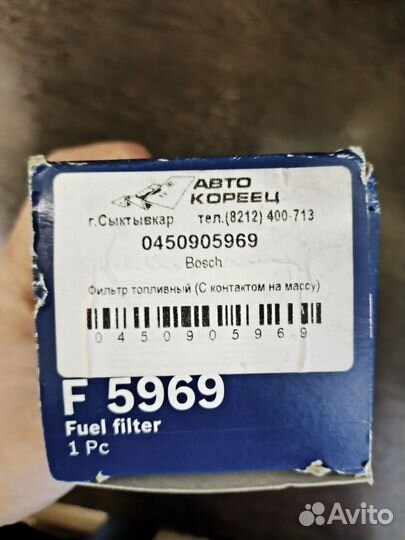 АВТО
КОРЕЕЦ
г.Сыктывкар тел.(8212) 400-713
0450905969
Bosch
Фильтр топливный (С контактом на массу)
0450905969
F 5969
Fuel filter
1 Pc
Avito